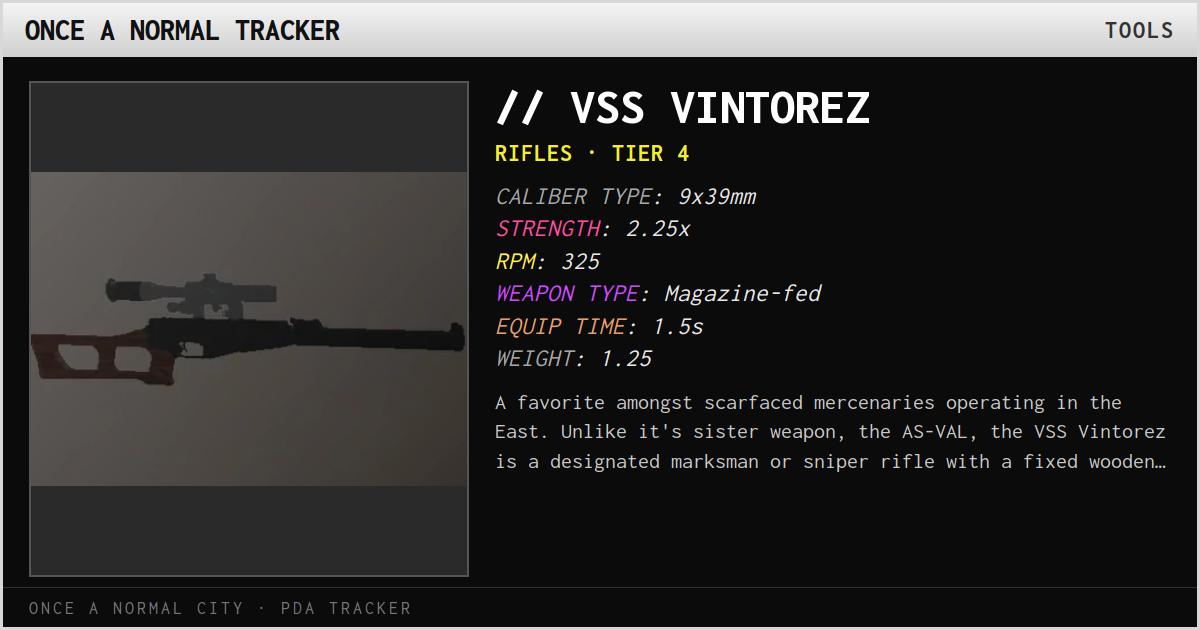 ONCE A NORMAL TRACKER
TOOLS
// VSS VINTOREZ
RIFLES · TIER 4
CALIBER TYPE: 9x39mm
STRENGTH: 2.25x
RPM: 325
WEAPON TYPE: Magazine-fed
EQUIP TIME: 1.5s
WEIGHT: 1.25
A favorite amongst scarfaced mercenaries operating in the
East. Unlike it's sister weapon, the AS-VAL, the VSS Vintorez
is a designated marksman or sniper rifle with a fixed wooden…
ONCE A NORMAL CITY · PDA TRACKER